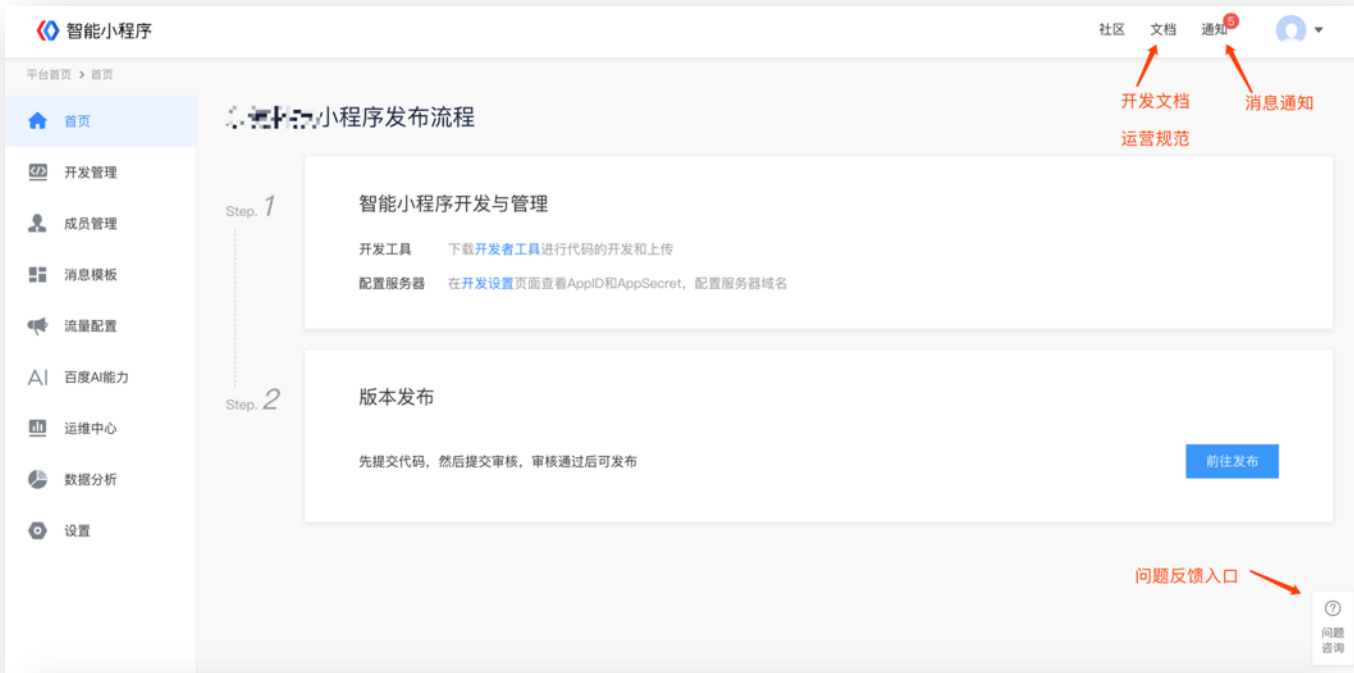 智能小程序
社区 文档 通知 5
平台首页 > 首页
开发文档 消息通知
运营规范
首页
开发管理
成员管理
消息模板
流量配置
AI 百度AI能力
运维中心
数据分析
设置
小程序发布流程
Step. 1
智能小程序开发与管理
开发工具 下载开发者工具进行代码的开发和上传
配置服务器 在开发设置页面查看AppID和AppSecret，配置服务器域名
Step. 2
版本发布
先提交代码，然后提交审核，审核通过后可发布
前往发布
问题反馈入口
问题
咨询